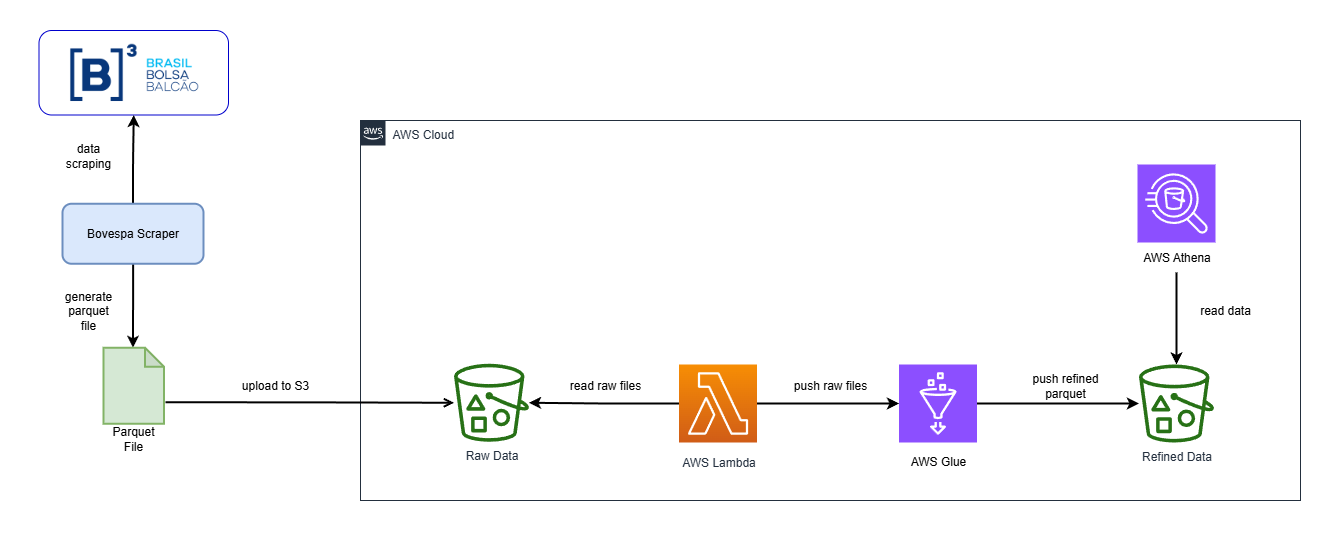 [B]³
BRASIL
BOLSA
BALCÃO
data
scraping
Bovespa Scraper
generate
parquet
file
Parquet
File
upload to S3
aws
AWS Cloud
Raw Data
read raw files
AWS Lambda
push raw files
AWS Glue
push refined
parquet
AWS Athena
read data
Refined Data